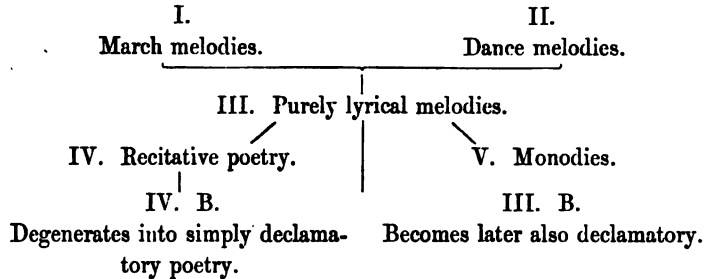 I. II.
March melodies. Dance melodies.
III. Purely lyrical melodies.
IV. Recitative poetry. V. Monodies.
IV. B. III. B.
Degenerates into simply declama- Becomes later also declamatory.
tory poetry.